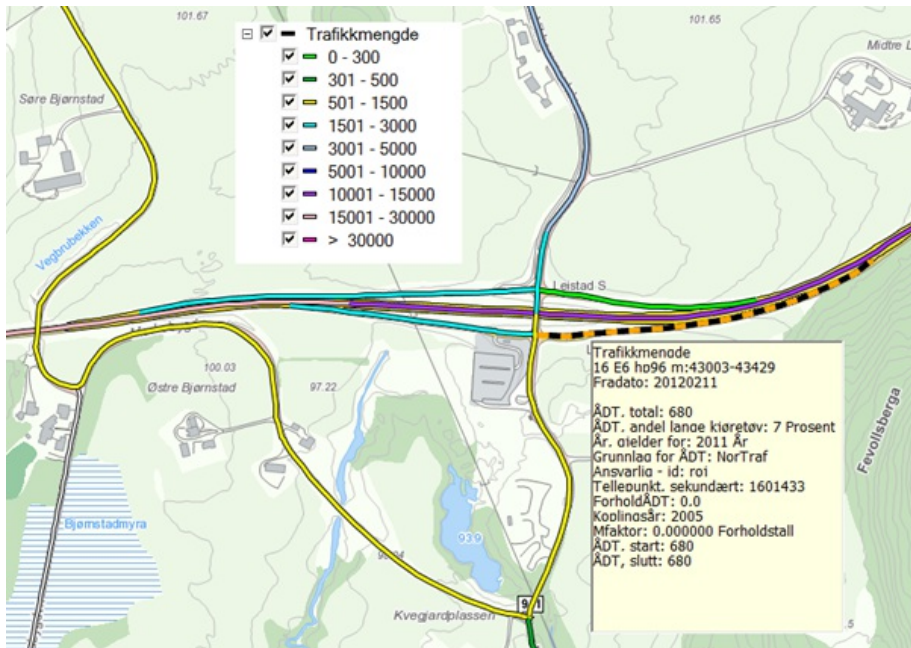 101.67
101.65
Trafikkmengde
0 - 300
301 - 500
501 - 1500
1501 - 3000
3001 - 5000
5001 - 10000
10001 - 15000
15001 - 30000
> 30000
Midtre L
Søre Bjørnstad
Vegbrubekken
Leistad S
100.03
Østre Bjørnstad
97.22
Trafikkmengde
16 E6 hp96 m:43003-43429
Fradato: 20120211
ÅDT. total: 680
ÅDT. andel lange kjøretøy: 7 Prosent
År. gjelder for: 2011 År
Grunnlag for ÅDT: NorTraf
Ansvarlig - id: roj
Tellepunkt. sekundært: 1601433
ForholdÅDT: 0.0
Koplingsår: 2005
Mfaktor: 0.000000 Forholdstall
ÅDT. start: 680
ÅDT, slutt: 680
Fevollsberga
Bjørnstadmyra
93.9
Kvegjardplassen
.5